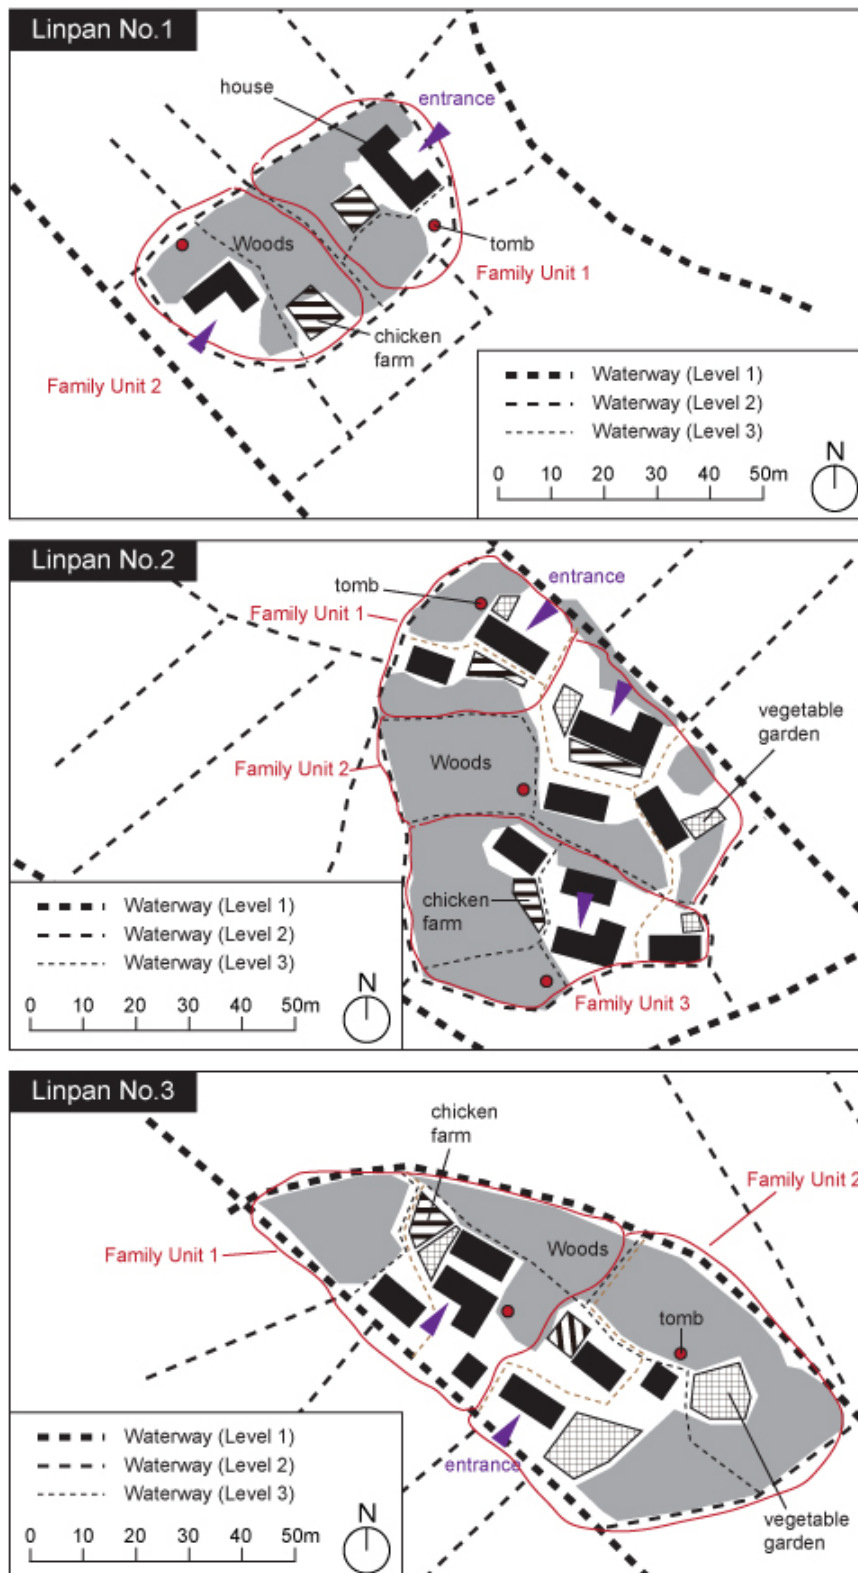 Linpan No.1
house
entrance
Woods
tomb
Family Unit 1
chicken
farm
Family Unit 2
Waterway (Level 1)
Waterway (Level 2)
Waterway (Level 3)
N
0 10 20 30 40 50m
Linpan No.2
tomb
entrance
Family Unit 1
vegetable
garden
Woods
Family Unit 2
chicken
farm
Family Unit 3
Waterway (Level 1)
Waterway (Level 2)
Waterway (Level 3)
N
0 10 20 30 40 50m
Linpan No.3
chicken
farm
Family Unit 2
Family Unit 1
Woods
tomb
entrance
vegetable
garden
Waterway (Level 1)
Waterway (Level 2)
Waterway (Level 3)
N
0 10 20 30 40 50m